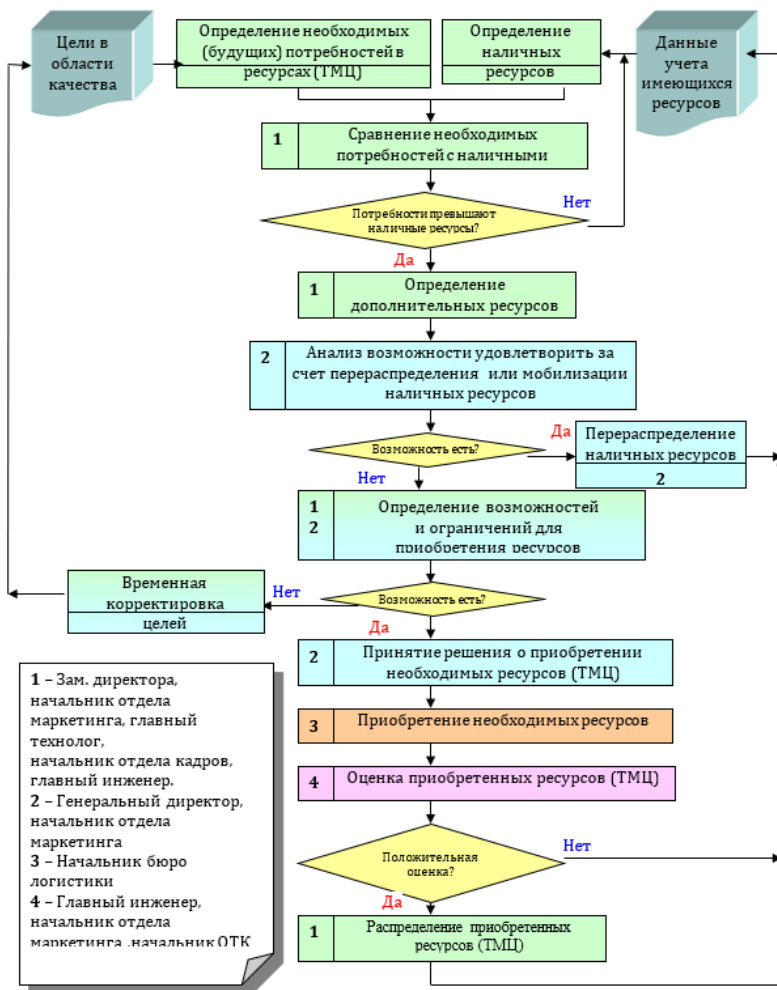 Цели в
области
качества
Определение необходимых
(будущих) потребностей в
ресурсах (ТМЦ)
Определение
наличных
ресурсов
Данные
учета
имеющихся
ресурсов
1
Сравнение необходимых
потребностей с наличными
Потребности превышают
наличные ресурсы?
Нет
Да
1
Определение
дополнительных ресурсов
2
Анализ возможности удовлетворить за
счет перераспределения или мобилизации
наличных ресурсов
Возможность есть?
Да
Перераспределение
наличных ресурсов
2
Нет
1
2
Определение возможностей
и ограничений для
приобретения ресурсов
Временная
корректировка
целей
Нет
Возможность есть?
Да
2
Принятие решения о приобретении
необходимых ресурсов (ТМЦ)
3
Приобретение необходимых ресурсов
4
Оценка приобретенных ресурсов (ТМЦ)
Положительная
оценка?
Нет
Да
1
Распределение приобретенных
ресурсов (ТМЦ)
1 – Зам. директора,
начальник отдела
маркетинга, главный
технолог,
начальник отдела кадров,
главный инженер.
2 – Генеральный директор,
начальник отдела
маркетинга
3 – Начальник бюро
логистики
4 – Главный инженер,
начальник отдела
маркетинга ,начальник ОТК